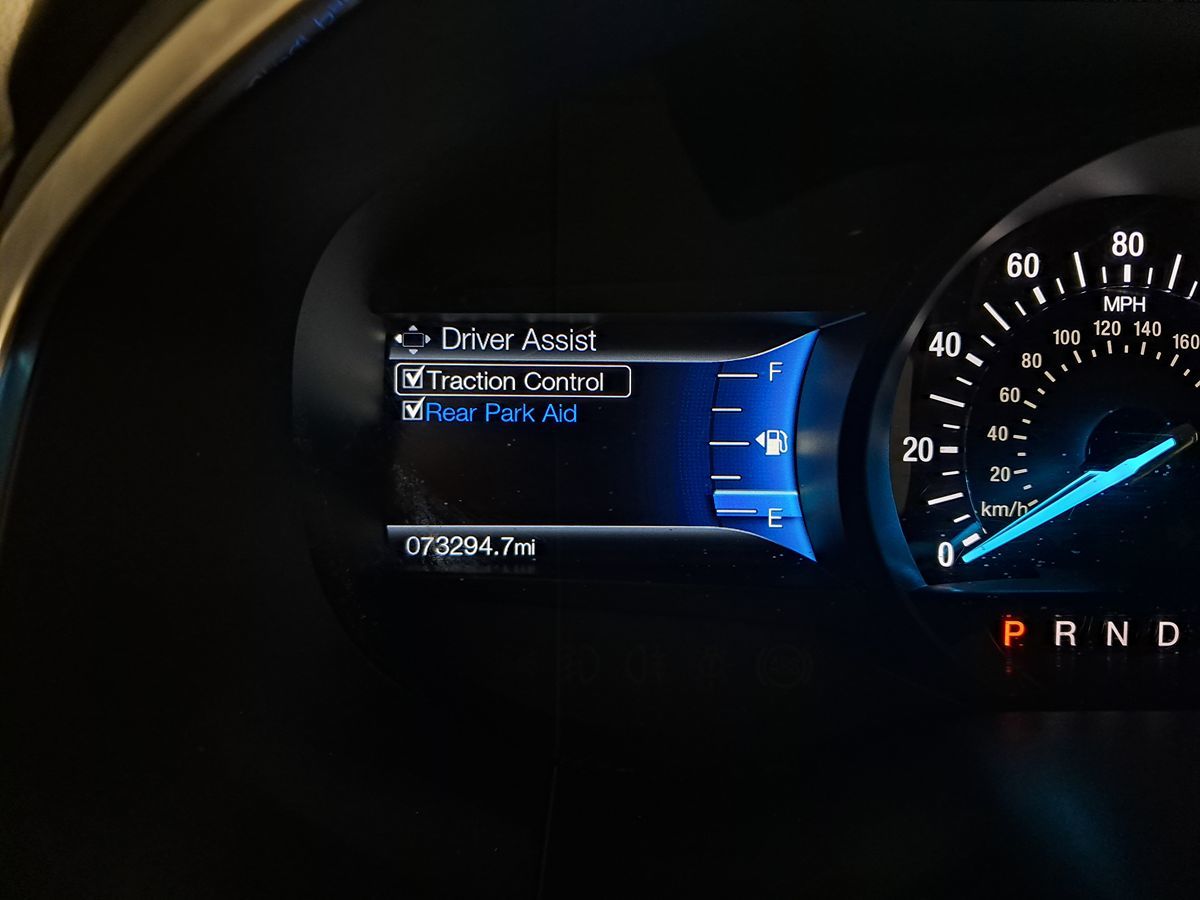 Driver Assist
Traction Control
Rear Park Aid
073294.7mi
F
E
80
60
40
20
0
MPH
160
140
120
100
80
60
40
20
km/h
P R N D